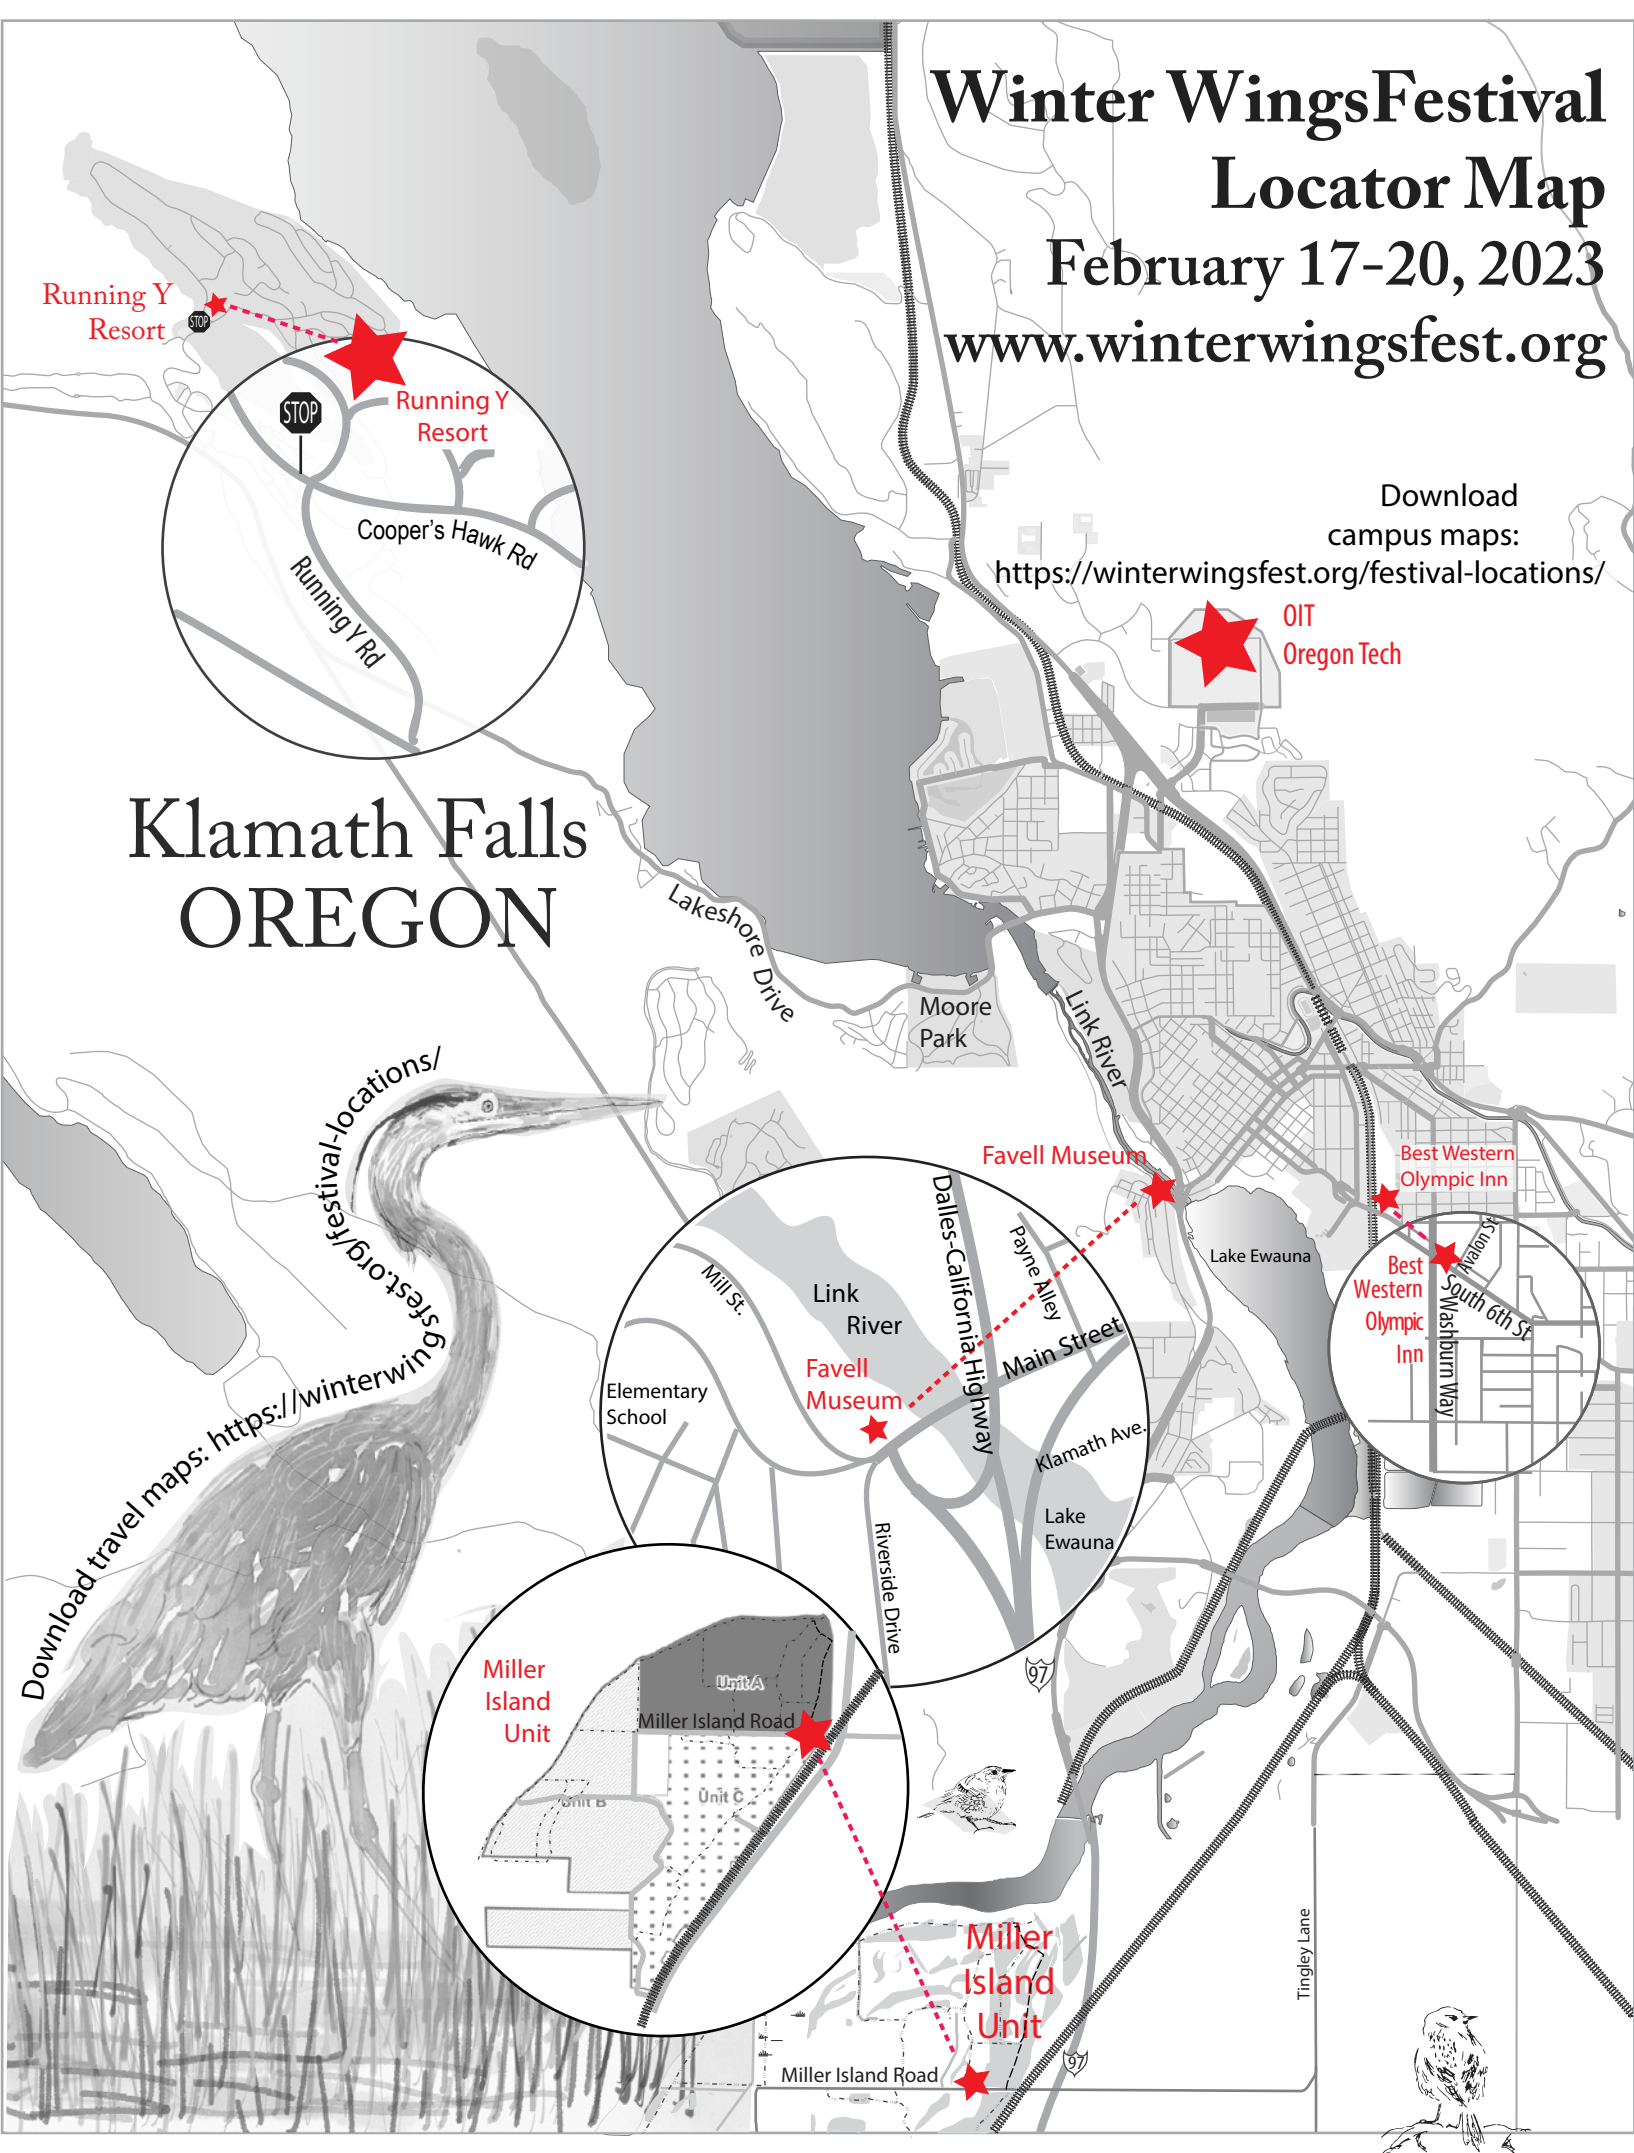 Winter WingsFestival
Locator Map
February 17-20, 2023
www.winterwingsfest.org
Running Y
Resort
STOP
STOP
Running Y
Resort
Cooper's Hawk Rd
Running Y Rd
Download
campus maps:
https://winterwingsfest.org/festival-locations/
OIT
Oregon Tech
Klamath Falls
OREGON
Lakeshore Drive
Moore
Park
Link River
Download travel maps: https://winterwingsfest.org/festival-locations/
Favell Museum
Best Western
Olympic Inn
Lake Ewauna
Best
Western
Olympic
Inn
Avalon St
South 6th St
Washburn Way
Dalles-California Highway
Payne Alley
Mill St.
Link
River
Main Street
Favell
Museum
Elementary
School
Klamath Ave.
Lake
Ewauna
Riverside Drive
97
Miller
Island
Unit
Unit A
Miller Island Road
Unit B
Unit C
Miller
Island
Unit
Tingley Lane
97
Miller Island Road